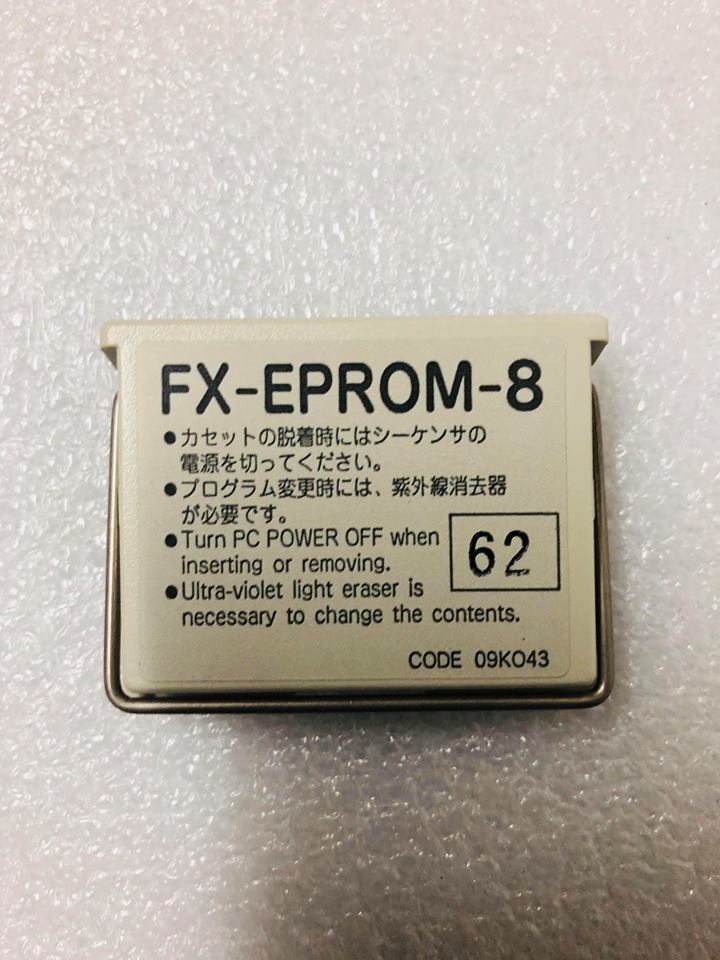 FX-EPROM-8
●カセットの脱着時にはシーケンサの
電源を切ってください。
●プログラム変更時には、紫外線消去器
が必要です。
●Turn PC POWER OFF when
inserting or removing.
●Ultra-violet light eraser is
necessary to change the contents.
62
CODE 09K043